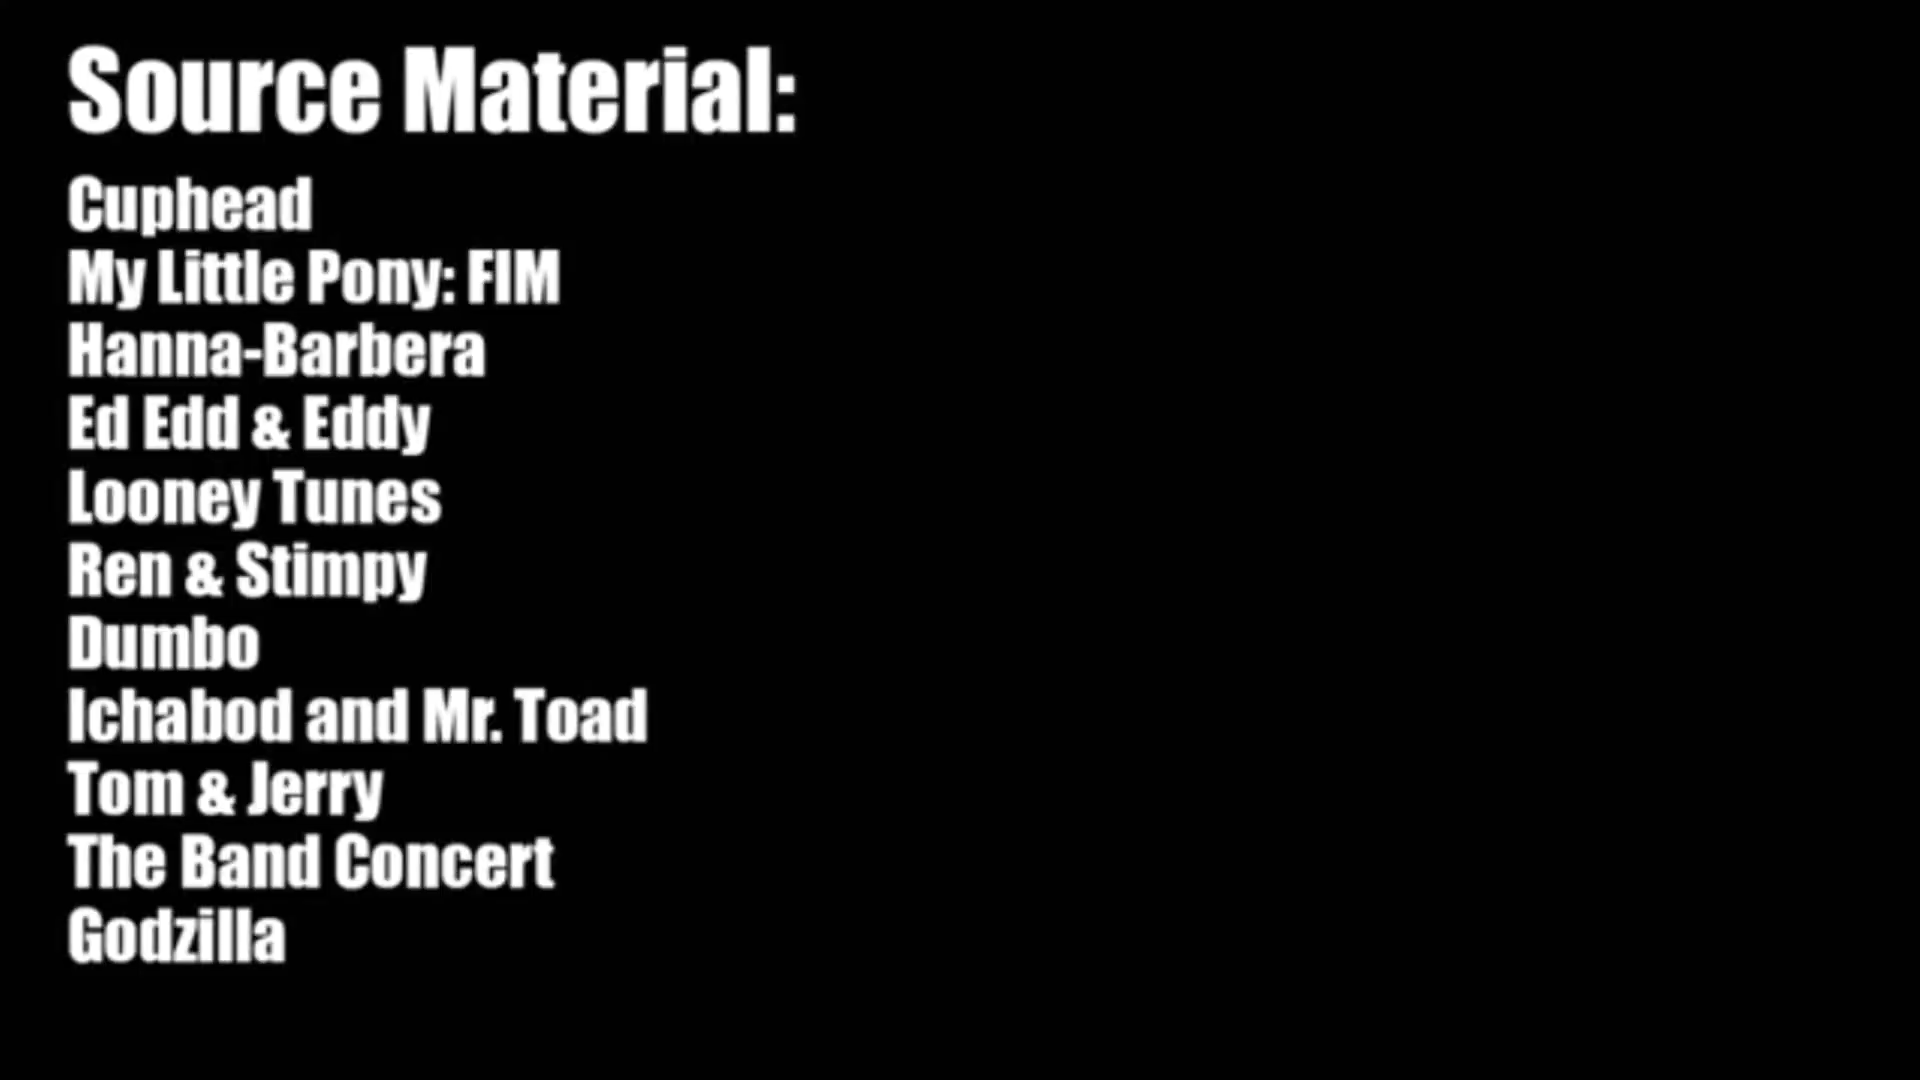 Source Material:
Cuphead
My Little Pony: FIM
Hanna-Barbera
Ed Edd & Eddy
Looney Tunes
Ren & Stimpy
Dumbo
Ichabod and Mr. Toad
Tom & Jerry
The Band Concert
Godzilla